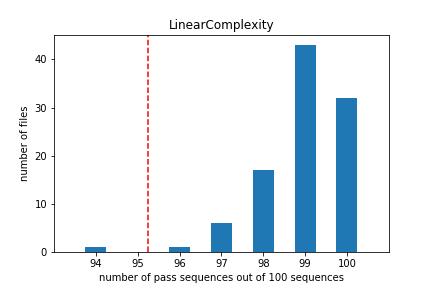 LinearComplexity
number of files
40
30
20
10
0
94 95 96 97 98 99 100
number of pass sequences out of 100 sequences